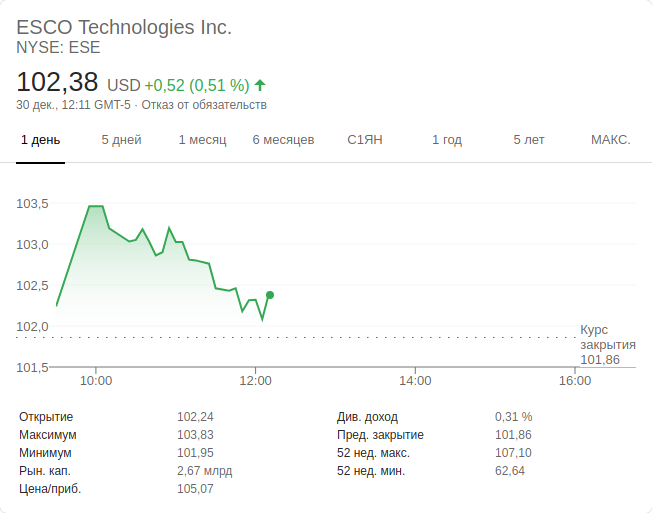 ESCO Technologies Inc.
NYSE: ESE
102,38 USD +0,52 (0,51 %)
30 дек., 12:11 GMT-5 · Отказ от обязательств
1 день 5 дней 1 месяц 6 месяцев С1ЯН 1 год 5 лет МАКС.
103,5
103,0
102,5
102,0
Курс
закрытия
101,86
101,5
10:00 12:00 14:00 16:00
Открытие 102,24 Див. доход 0,31 %
Максимум 103,83 Пред. закрытие 101,86
Минимум 101,95 52 нед. макс. 107,10
Рын. кап. 2,67 млрд 52 нед. мин. 62,64
Цена/приб. 105,07